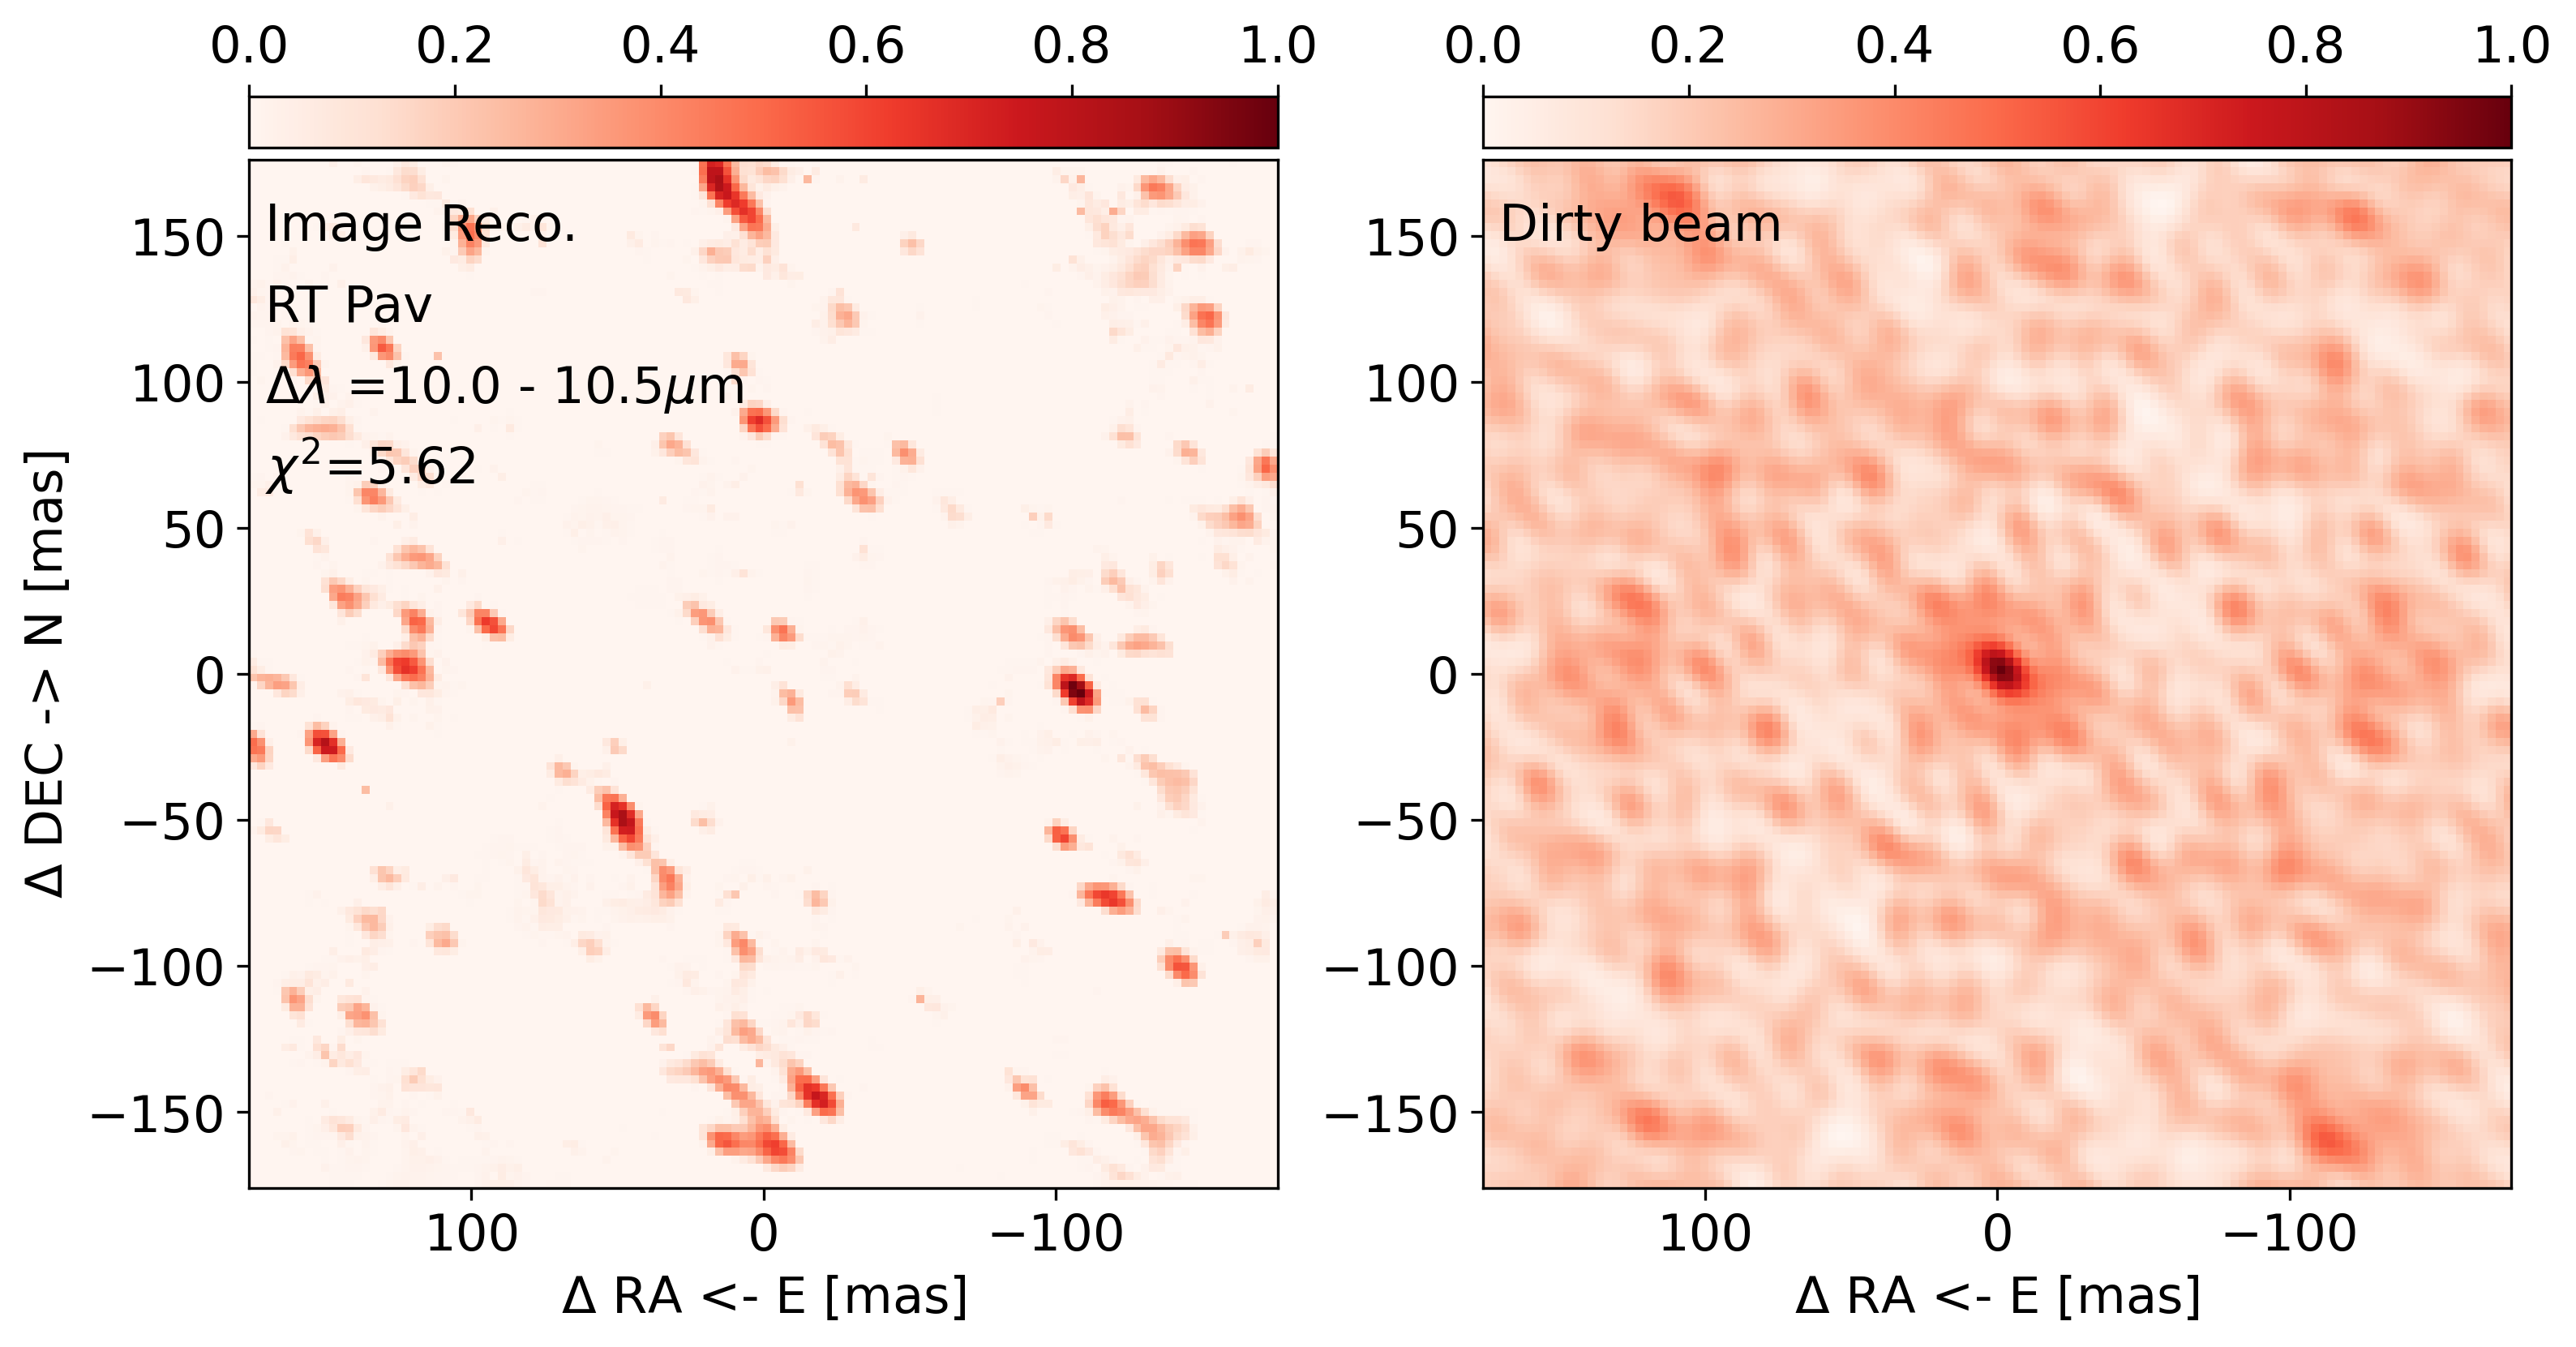 0.0 0.2 0.4 0.6 0.8 1.0
Image Reco.
RT Pav
Δλ =10.0 - 10.5μm
χ²=5.62
150
100
50
0
−50
−100
−150
100 0 −100
Δ RA <- E [mas]
Δ DEC -> N [mas]
0.0 0.2 0.4 0.6 0.8 1.0
Dirty beam
150
100
50
0
−50
−100
−150
100 0 −100
Δ RA <- E [mas]